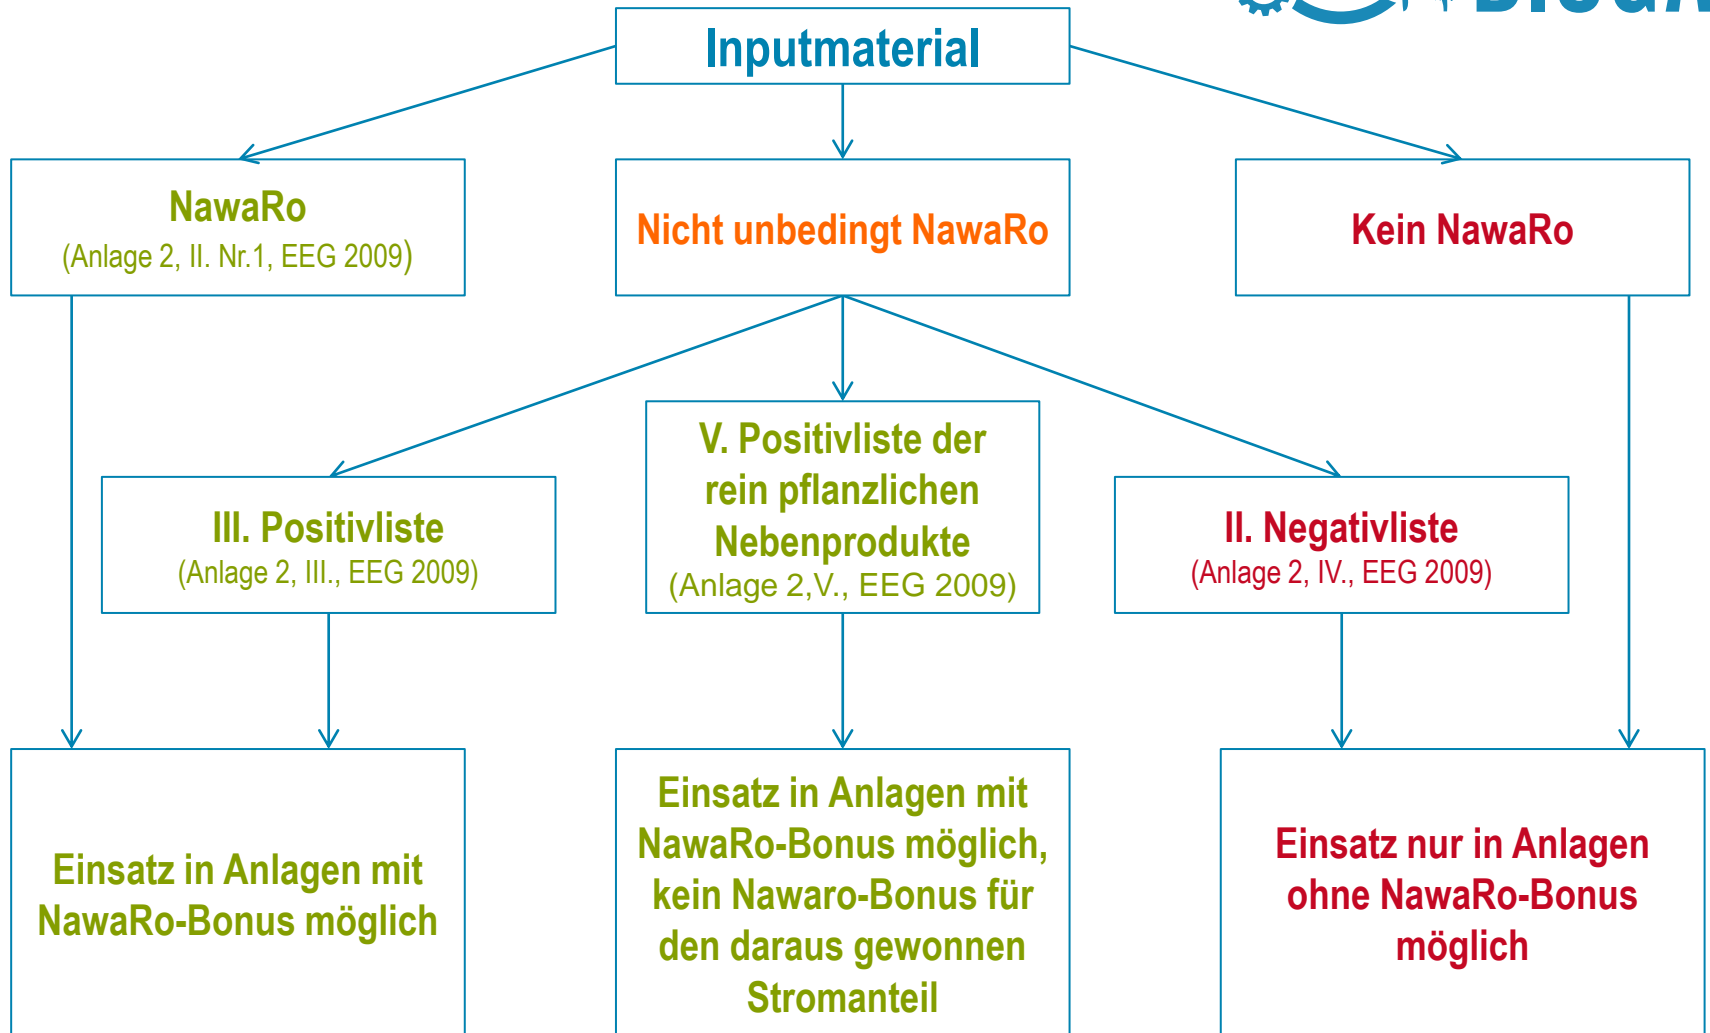 Inputmaterial
NawaRo
(Anlage 2, II. Nr.1, EEG 2009)
Nicht unbedingt NawaRo
Kein NawaRo
III. Positivliste
(Anlage 2, III., EEG 2009)
V. Positivliste der
rein pflanzlichen
Nebenprodukte
(Anlage 2,V., EEG 2009)
II. Negativliste
(Anlage 2, IV., EEG 2009)
Einsatz in Anlagen mit
NawaRo-Bonus möglich
Einsatz in Anlagen mit
NawaRo-Bonus möglich,
kein Nawaro-Bonus für
den daraus gewonnen
Stromanteil
Einsatz nur in Anlagen
ohne NawaRo-Bonus
möglich